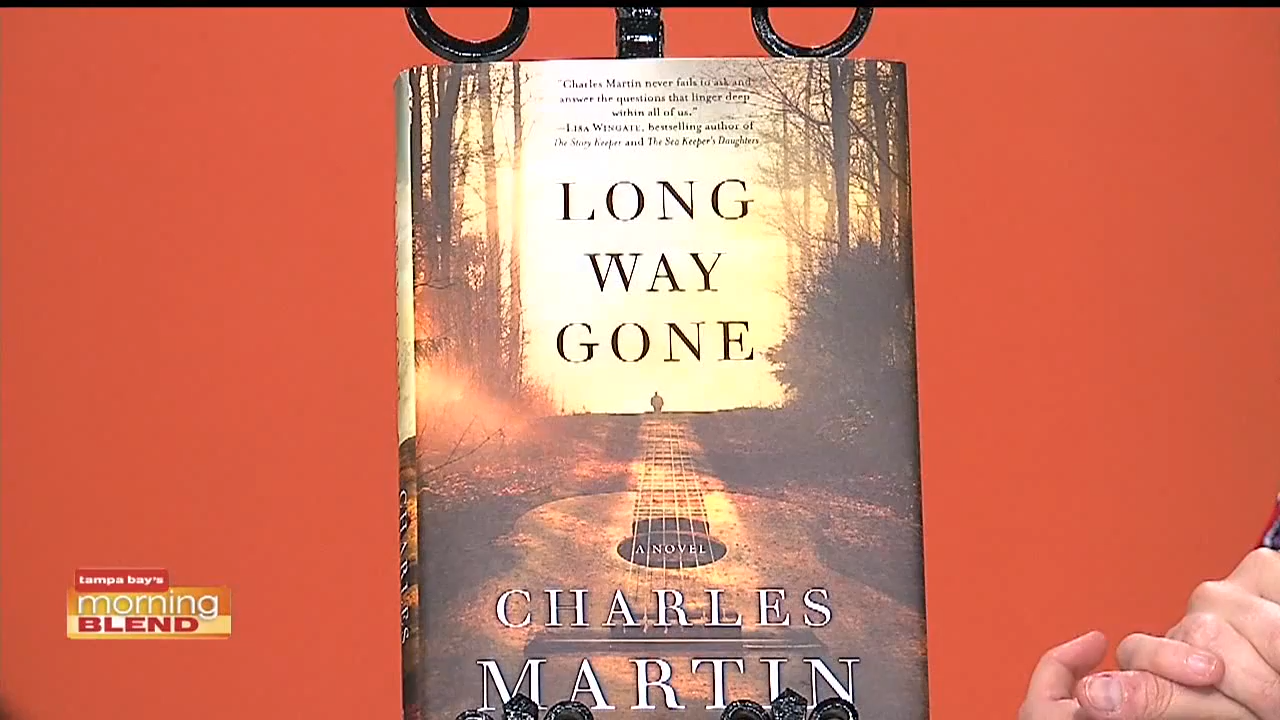 "Charles Martin never fails to ask and
answer the questions that linger deep
within all of us."
—LISA WINGATE, bestselling author of
The Story Keeper and The Sea Keeper's Daughters
LONG
WAY
GONE
A NOVEL
CHARLES
MARTIN
CHARLES
tampa bay's
morning
BLEND